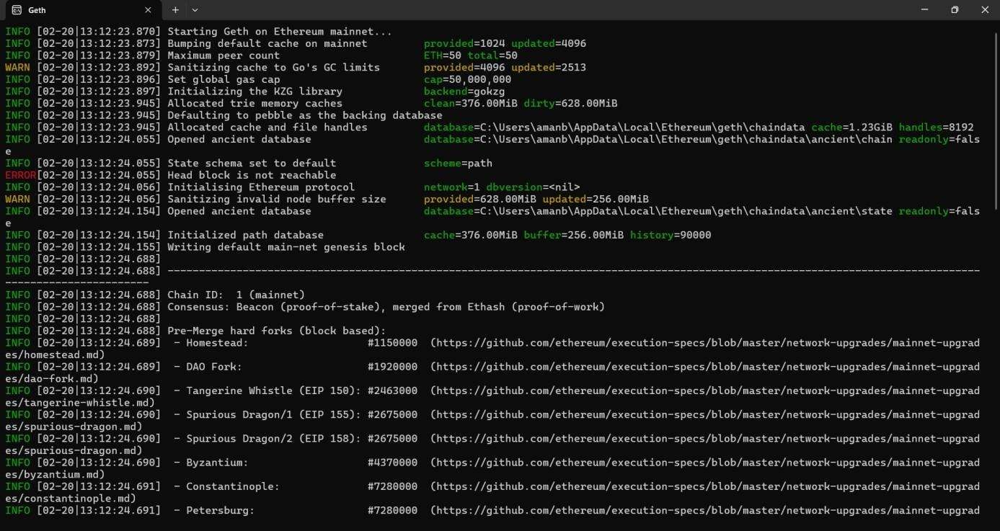 Geth
INFO [02-20|13:12:23.870] Starting Geth on Ethereum mainnet...
INFO [02-20|13:12:23.873] Bumping default cache on mainnet provided=1024 updated=4096
INFO [02-20|13:12:23.879] Maximum peer count ETH=50 total=50
WARN [02-20|13:12:23.892] Sanitizing cache to Go's GC limits provided=4096 updated=2513
INFO [02-20|13:12:23.896] Set global gas cap cap=50,000,000
INFO [02-20|13:12:23.897] Initializing the KZG library backend=gokzg
INFO [02-20|13:12:23.945] Allocated trie memory caches clean=376.00MiB dirty=628.00MiB
INFO [02-20|13:12:23.945] Defaulting to pebble as the backing database
INFO [02-20|13:12:23.945] Allocated cache and file handles database=C:\Users\amanb\AppData\Local\Ethereum\geth\chaindata cache=1.23GiB handles=8192
INFO [02-20|13:12:24.055] Opened ancient database database=C:\Users\amanb\AppData\Local\Ethereum\geth\chaindata\ancient\chain readonly=fals
e
INFO [02-20|13:12:24.055] State schema set to default scheme=path
ERROR[02-20|13:12:24.055] Head block is not reachable
INFO [02-20|13:12:24.056] Initialising Ethereum protocol network=1 dbversion=<nil>
WARN [02-20|13:12:24.056] Sanitizing invalid node buffer size provided=628.00MiB updated=256.00MiB
INFO [02-20|13:12:24.154] Opened ancient database database=C:\Users\amanb\AppData\Local\Ethereum\geth\chaindata\ancient\state readonly=fals
e
INFO [02-20|13:12:24.154] Initialized path database cache=376.00MiB buffer=256.00MiB history=90000
INFO [02-20|13:12:24.155] Writing default main-net genesis block
INFO [02-20|13:12:24.688]
INFO [02-20|13:12:24.688] ----------------------------------------------------------------------------------------------------------------------------------
-----------------------
INFO [02-20|13:12:24.688] Chain ID:  1 (mainnet)
INFO [02-20|13:12:24.688] Consensus: Beacon (proof-of-stake), merged from Ethash (proof-of-work)
INFO [02-20|13:12:24.688]
INFO [02-20|13:12:24.688] Pre-Merge hard forks (block based):
INFO [02-20|13:12:24.689]  - Homestead: #1150000 (https://github.com/ethereum/execution-specs/blob/master/network-upgrades/mainnet-upgrad
es/homestead.md)
INFO [02-20|13:12:24.689]  - DAO Fork: #1920000 (https://github.com/ethereum/execution-specs/blob/master/network-upgrades/mainnet-upgrad
es/dao-fork.md)
INFO [02-20|13:12:24.690]  - Tangerine Whistle (EIP 150): #2463000 (https://github.com/ethereum/execution-specs/blob/master/network-upgrades/mainnet-upgrad
es/tangerine-whistle.md)
INFO [02-20|13:12:24.690]  - Spurious Dragon/1 (EIP 155): #2675000 (https://github.com/ethereum/execution-specs/blob/master/network-upgrades/mainnet-upgrad
es/spurious-dragon.md)
INFO [02-20|13:12:24.690]  - Spurious Dragon/2 (EIP 158): #2675000 (https://github.com/ethereum/execution-specs/blob/master/network-upgrades/mainnet-upgrad
es/spurious-dragon.md)
INFO [02-20|13:12:24.690]  - Byzantium: #4370000 (https://github.com/ethereum/execution-specs/blob/master/network-upgrades/mainnet-upgrad
es/byzantium.md)
INFO [02-20|13:12:24.691]  - Constantinople: #7280000 (https://github.com/ethereum/execution-specs/blob/master/network-upgrades/mainnet-upgrad
es/constantinople.md)
INFO [02-20|13:12:24.691]  - Petersburg: #7280000 (https://github.com/ethereum/execution-specs/blob/master/network-upgrades/mainnet-upgrad